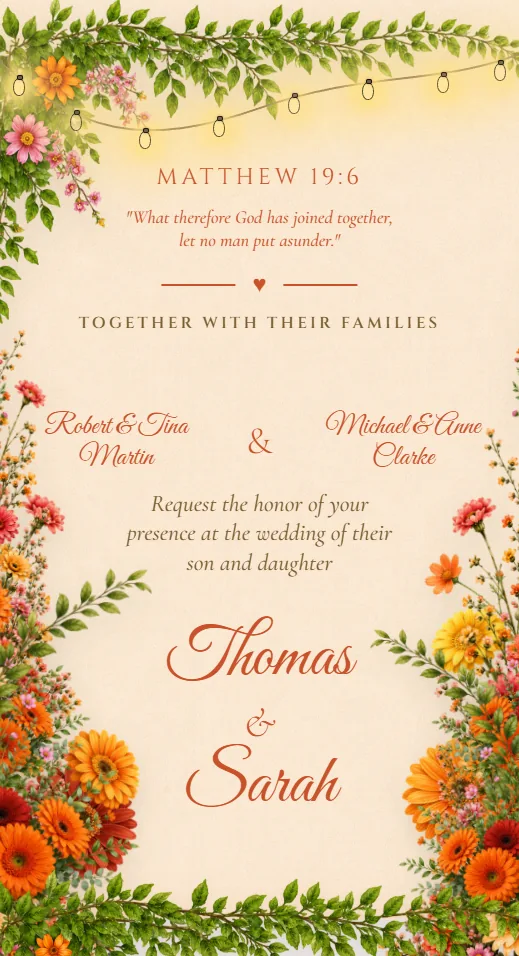 MATTHEW 19:6
"What therefore God has joined together,
let no man put asunder."
TOGETHER WITH THEIR FAMILIES
Robert & Tina
Martin
&
Michael & Anne
Clarke
Request the honor of your
presence at the wedding of their
son and daughter
Thomas
&
Sarah